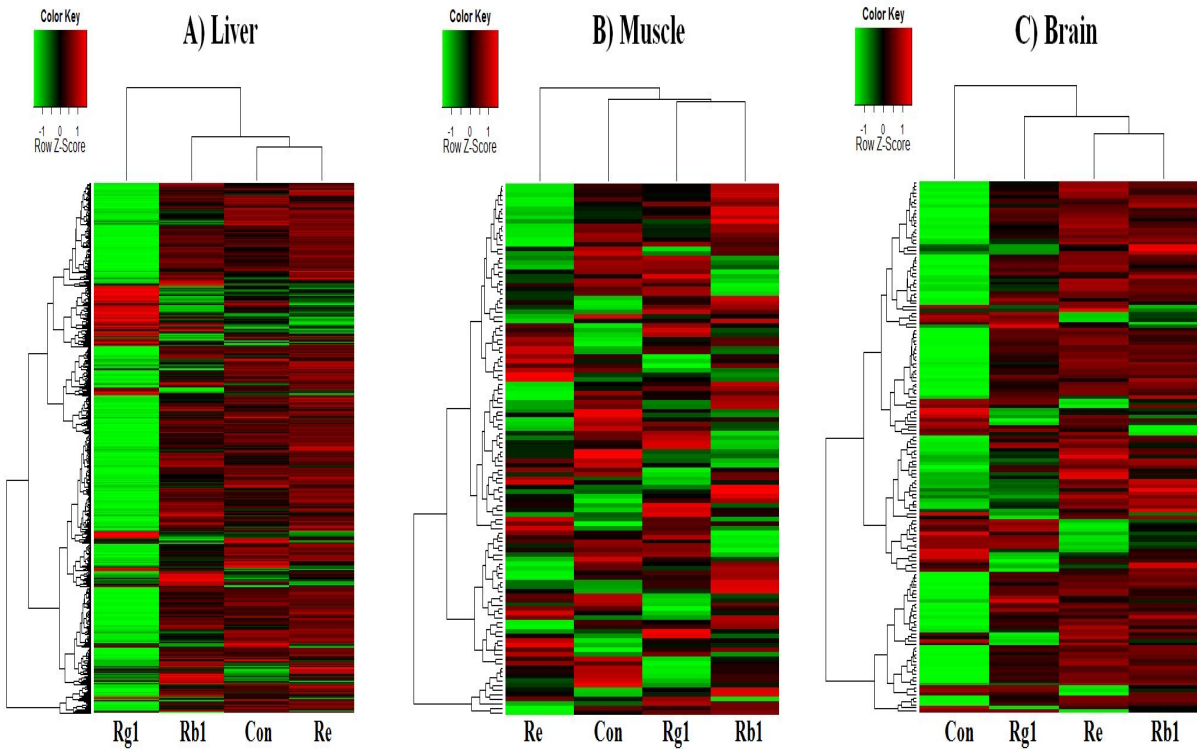 Color Key
A) Liver
-1 0 1
Row Z-Score
Rg1 Rb1 Con Re
Color Key
B) Muscle
-1 0 1
Row Z-Score
Re Con Rg1 Rb1
Color Key
C) Brain
-1 0 1
Row Z-Score
Con Rg1 Re Rb1